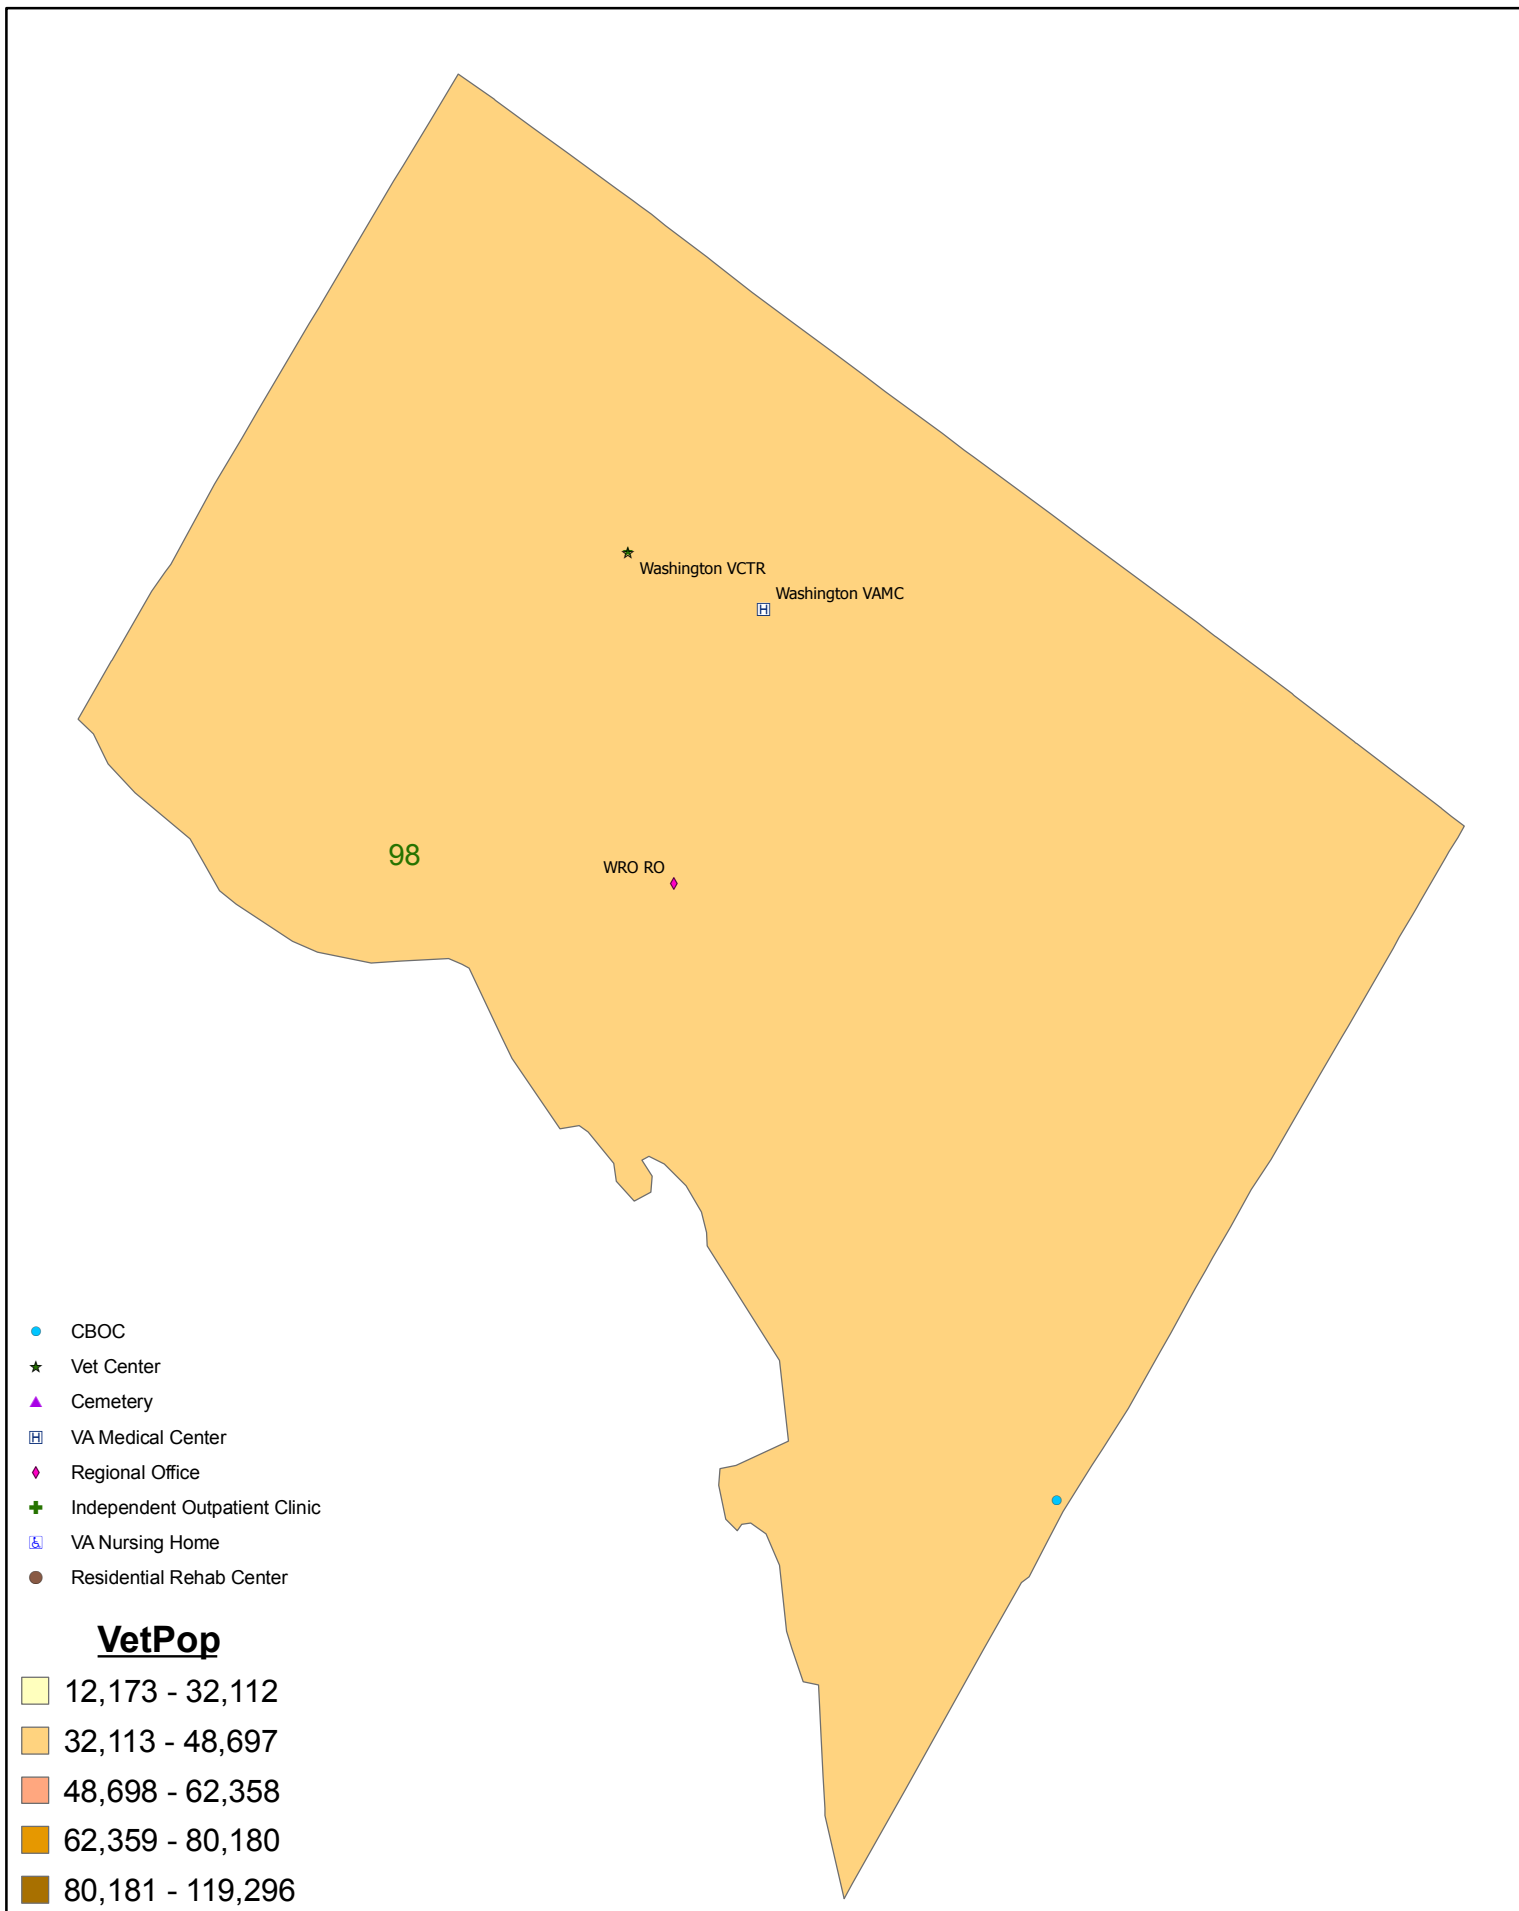 Washington VCTR
Washington VAMC
98
WRO RO
CBOC
Vet Center
Cemetery
H VA Medical Center
Regional Office
Independent Outpatient Clinic
VA Nursing Home
Residential Rehab Center
VetPop
12,173 - 32,112
32,113 - 48,697
48,698 - 62,358
62,359 - 80,180
80,181 - 119,296